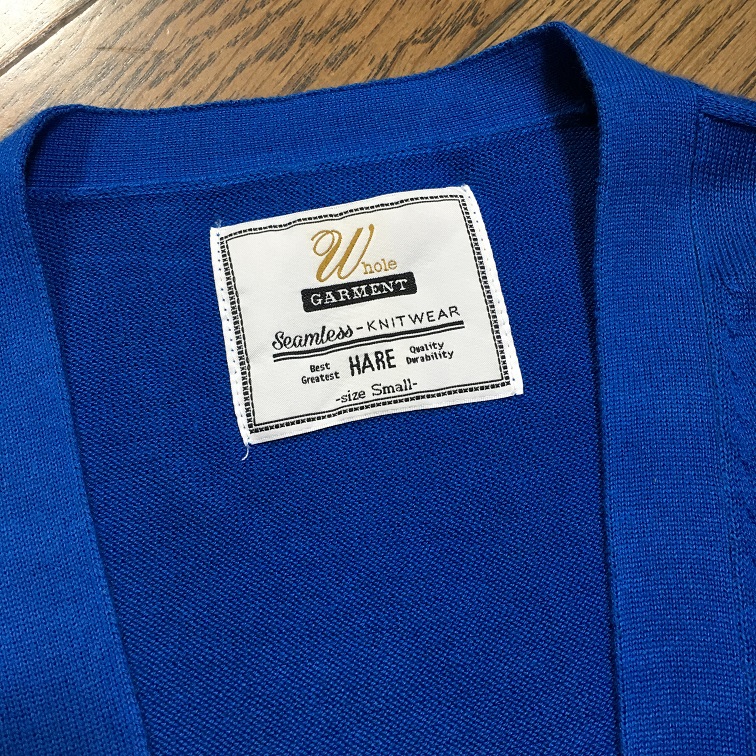 Whole
GARMENT
Seamless-KNITWEAR
Best Greatest HARE Quality Durability
-size Small-